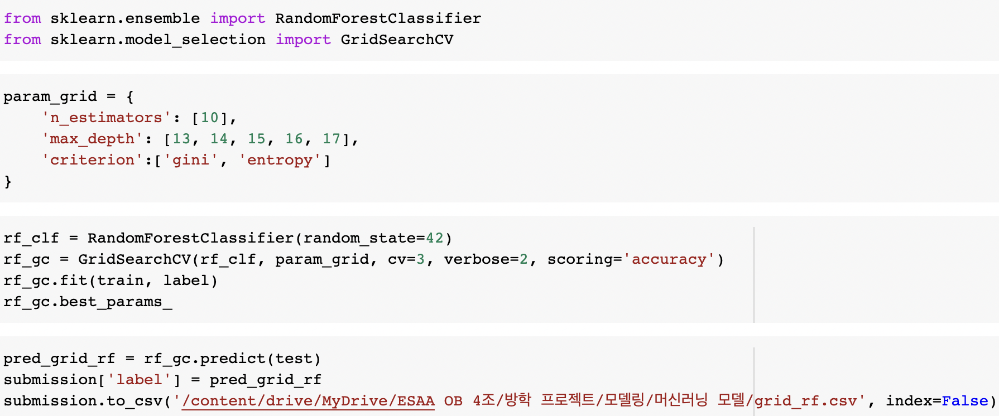 from sklearn.ensemble import RandomForestClassifier
from sklearn.model_selection import GridSearchCV
param_grid = {
    'n_estimators': [10],
    'max_depth': [13, 14, 15, 16, 17],
    'criterion':['gini', 'entropy']
}
rf_clf = RandomForestClassifier(random_state=42)
rf_gc = GridSearchCV(rf_clf, param_grid, cv=3, verbose=2, scoring='accuracy')
rf_gc.fit(train, label)
rf_gc.best_params_
pred_grid_rf = rf_gc.predict(test)
submission['label'] = pred_grid_rf
submission.to_csv('/content/drive/MyDrive/ESAA OB 4조/방학 프로젝트/모델링/머신러닝 모델/grid_rf.csv', index=False)